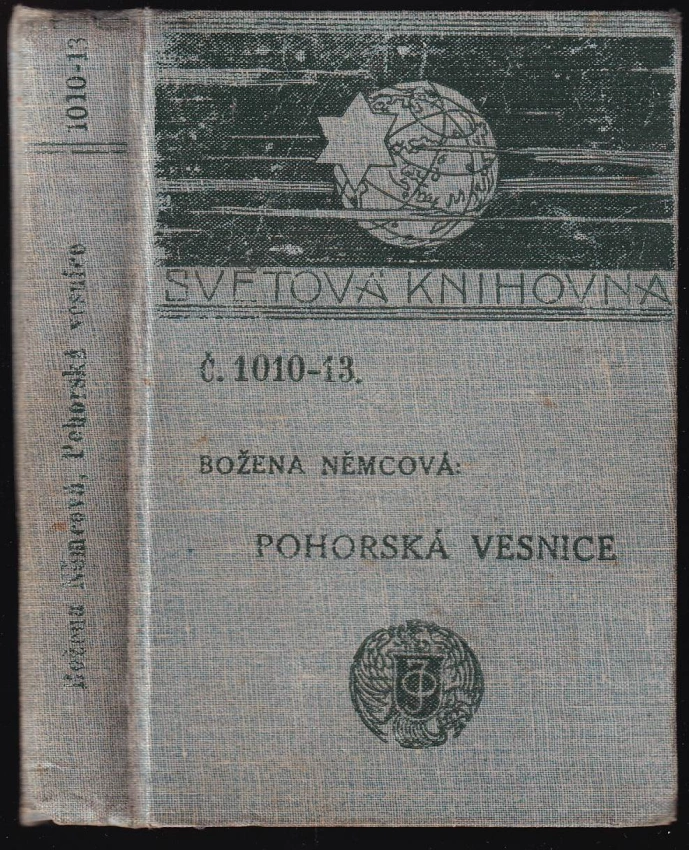 1010-13
Božena Němcová, Pohorská vesnice
SVĚTOVÁ KNIHOVNA
Č. 1010-13.
BOŽENA NĚMCOVÁ:
POHORSKÁ VESNICE